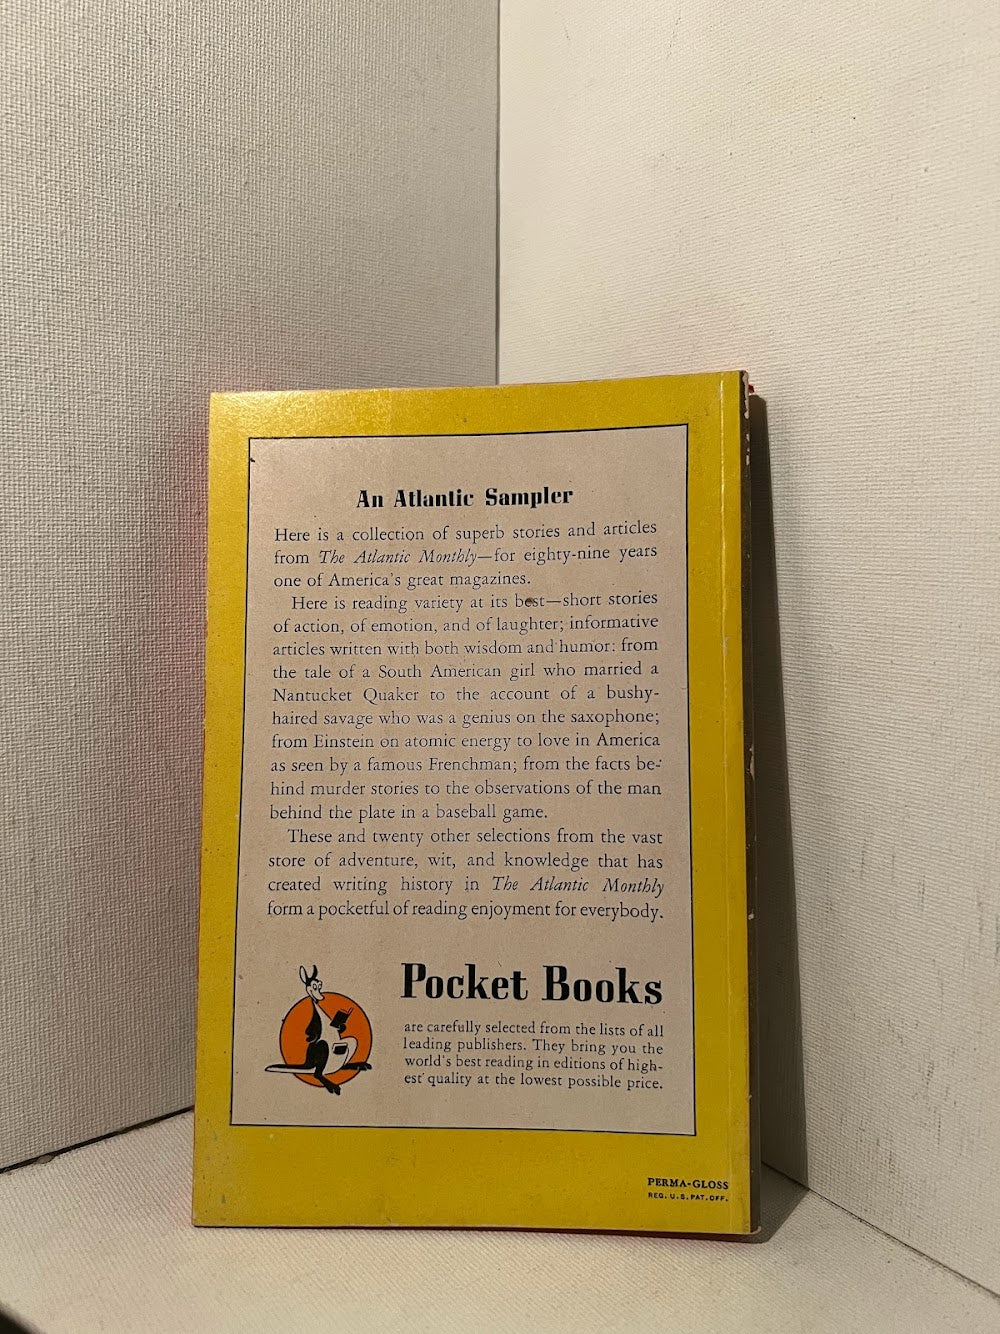 An Atlantic Sampler
Here is a collection of superb stories and articles
from The Atlantic Monthly—for eighty-nine years
one of America's great magazines.
Here is reading variety at its best—short stories
of action, of emotion, and of laughter; informative
articles written with both wisdom and humor: from
the tale of a South American girl who married a
Nantucket Quaker to the account of a bushy-
haired savage who was a genius on the saxophone;
from Einstein on atomic energy to love in America
as seen by a famous Frenchman; from the facts be-
hind murder stories to the observations of the man
behind the plate in a baseball game.
These and twenty other selections from the vast
store of adventure, wit, and knowledge that has
created writing history in The Atlantic Monthly
form a pocketful of reading enjoyment for everybody.
Pocket Books
are carefully selected from the lists of all
leading publishers. They bring you the
world's best reading in editions of high-
est quality at the lowest possible price.
PERMA-GLOSS
REG. U.S. PAT. OFF.